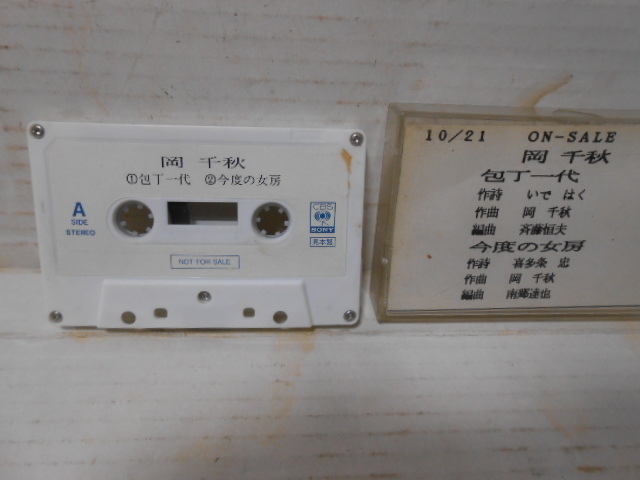 岡 千秋
①包丁一代 ②今度の女房
A
SIDE
STEREO
CBS
SONY
見本盤
NOT FOR SALE
10/21 ON-SALE
岡 千秋
包丁一代
作詩 いで はく
作曲 岡 千秋
編曲 斉藤恒夫
今度の女房
作詩 喜多条 忠
作曲 岡 千秋
編曲 南郷達也